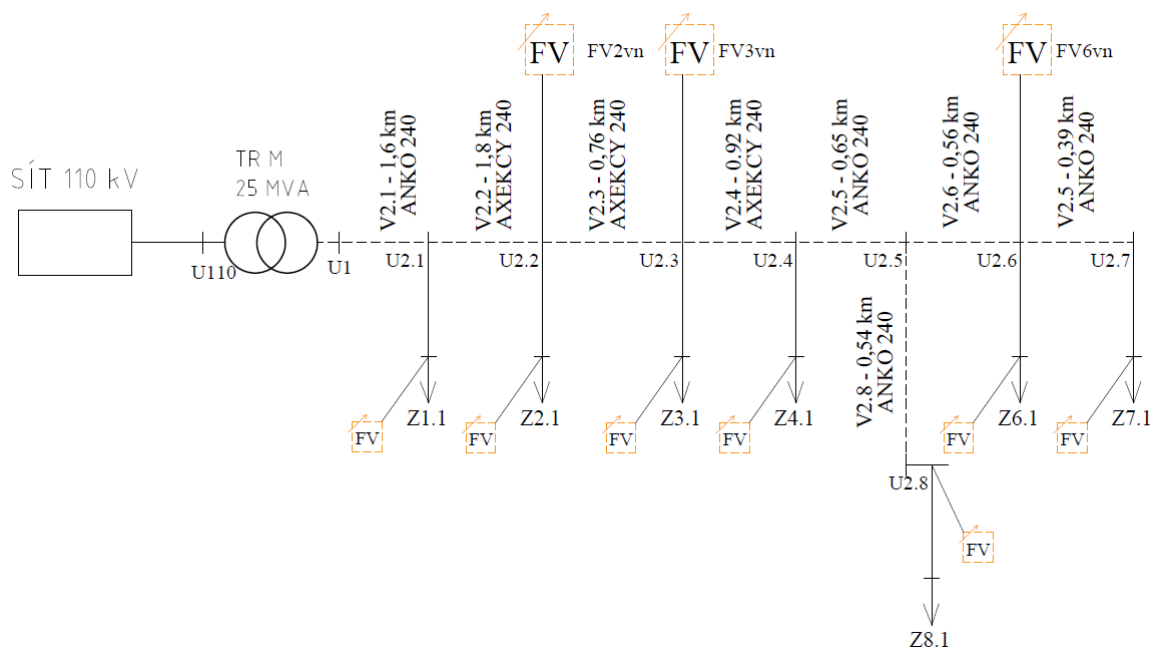 FV
FV2vn
FV
FV3vn
FV
FV6vn
V2.1 - 1,6 km
ANKO 240
V2.2 - 1,8 km
AXEKCY 240
V2.3 - 0,76 km
AXEKCY 240
V2.4 - 0.92 km
AXEKCY 240
V2.5 - 0,65 km
ANKO 240
V2.6 - 0,56 km
ANKO 240
V2.5 - 0,39 km
ANKO 240
SÍT 110 kV
TR M
25 MVA
U110
U1
U2.1
U2.2
U2.3
U2.4
U2.5
U2.6
U2.7
V2.8 - 0,54 km
ANKO 240
FV
Z1.1
FV
Z2.1
FV
Z3.1
FV
Z4.1
FV
Z6.1
FV
Z7.1
U2.8
FV
Z8.1